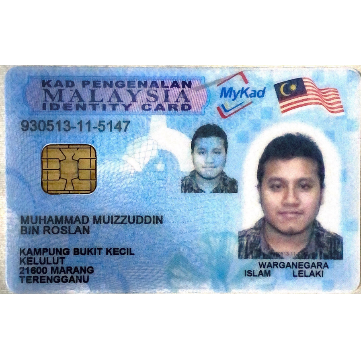 KAD PENGENALAN
MALAYSIA
IDENTITY CARD
MyKad
930513-11-5147
MUHAMMAD MUIZZUDDIN
BIN ROSLAN
KAMPUNG BUKIT KECIL
KELULUT
21600 MARANG
TERENGGANU
WARGANEGARA
ISLAM LELAKI